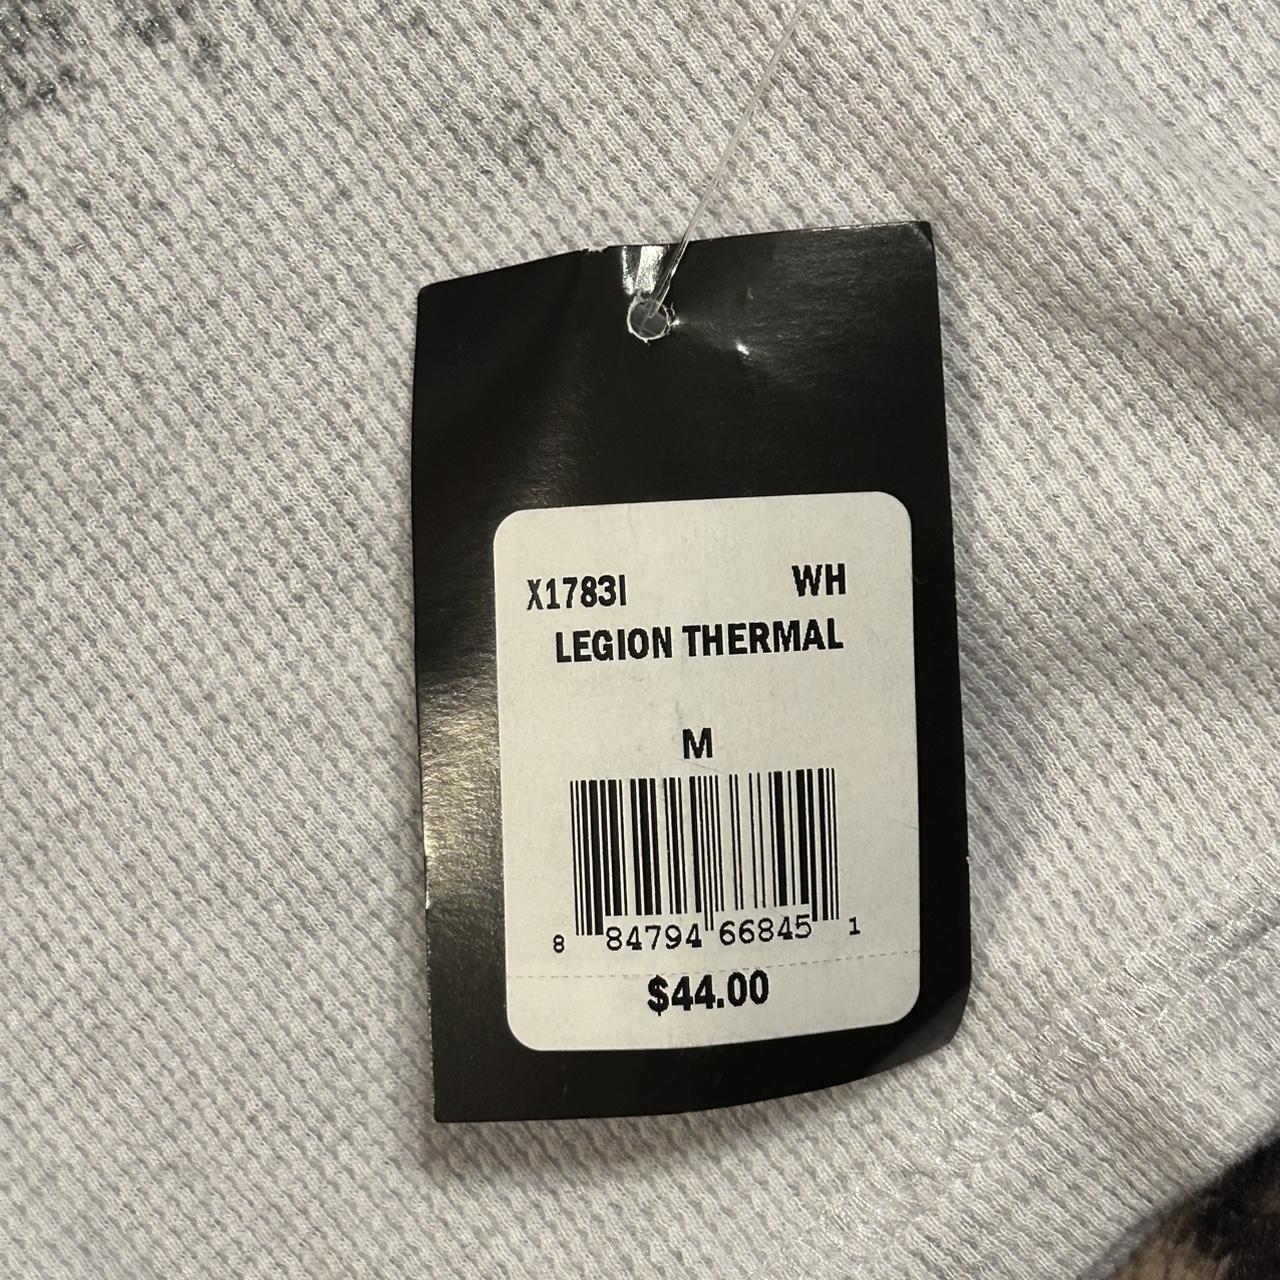 X1783I WH
LEGION THERMAL
M
8 84794 66845 1
$44.00